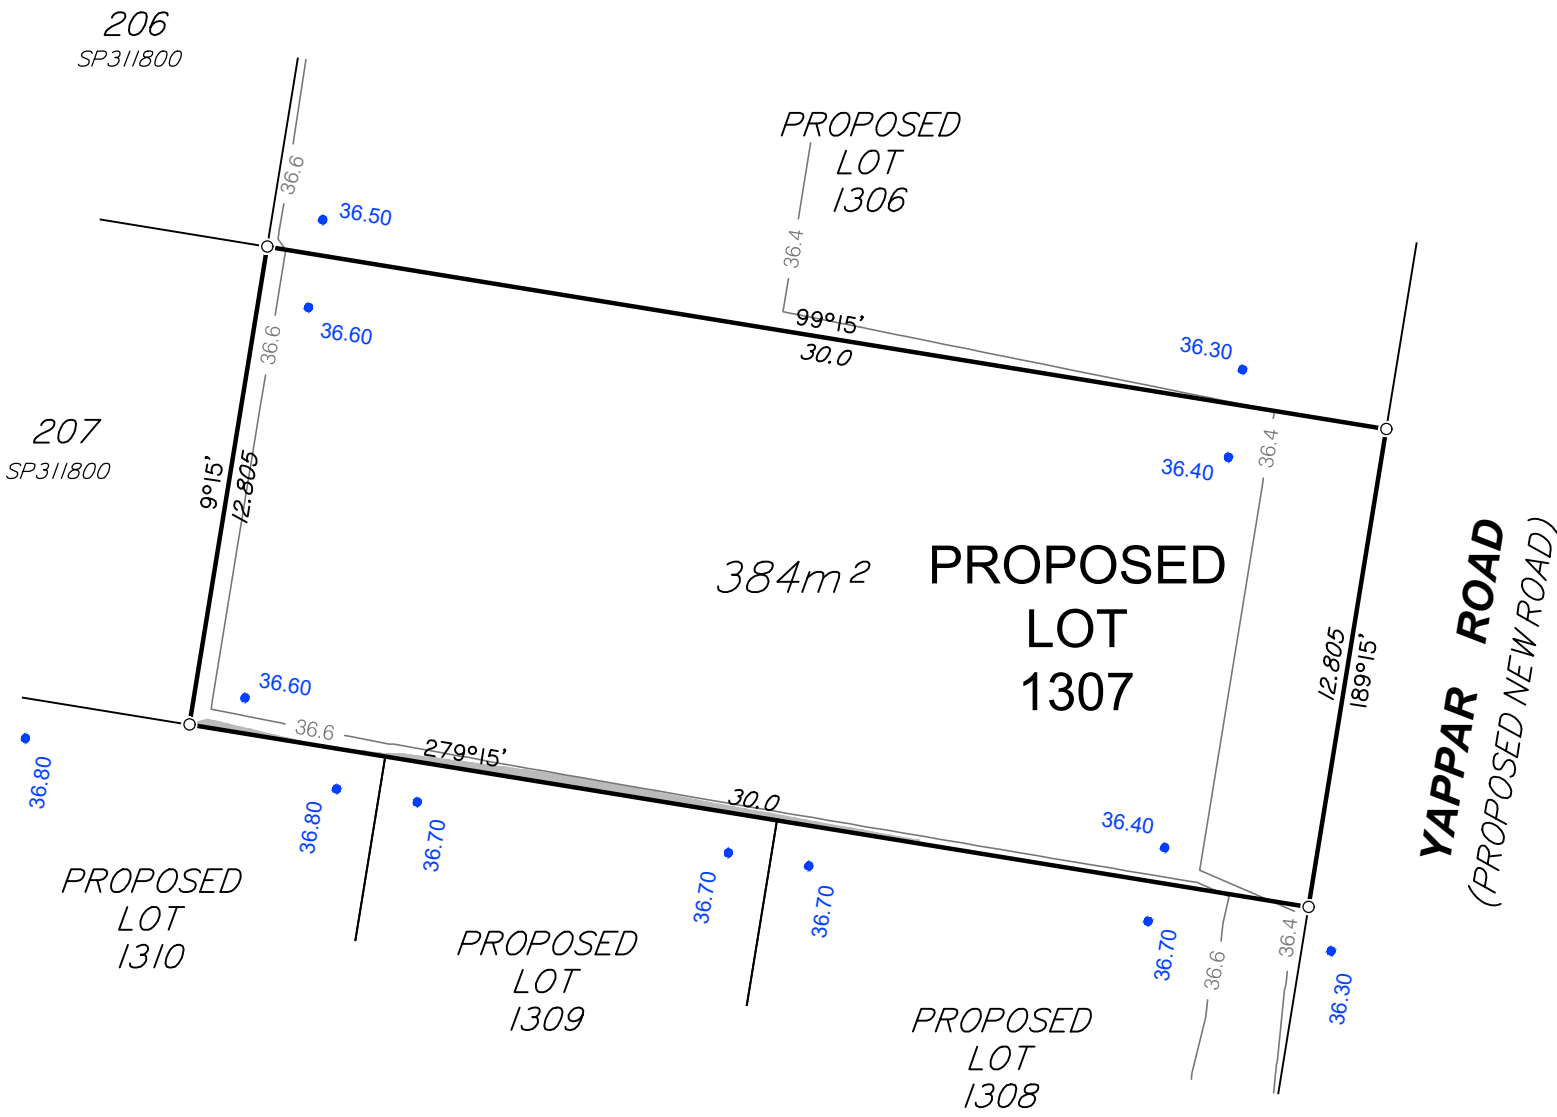 206
SP311800
PROPOSED
LOT
1306
36.6
36.50
36.4
99°15'
30.0
36.60
36.6
36.30
36.4
36.40
207
SP311800
9°15'
12.805
384m²
PROPOSED
LOT
1307
12.805
189°15'
YAPPAR ROAD
(PROPOSED NEW ROAD)
36.60
36.6
279°15'
30.0
36.40
36.80
36.80
36.70
36.70
36.70
36.70
36.6
36.4
36.30
PROPOSED
LOT
1310
PROPOSED
LOT
1309
PROPOSED
LOT
1308